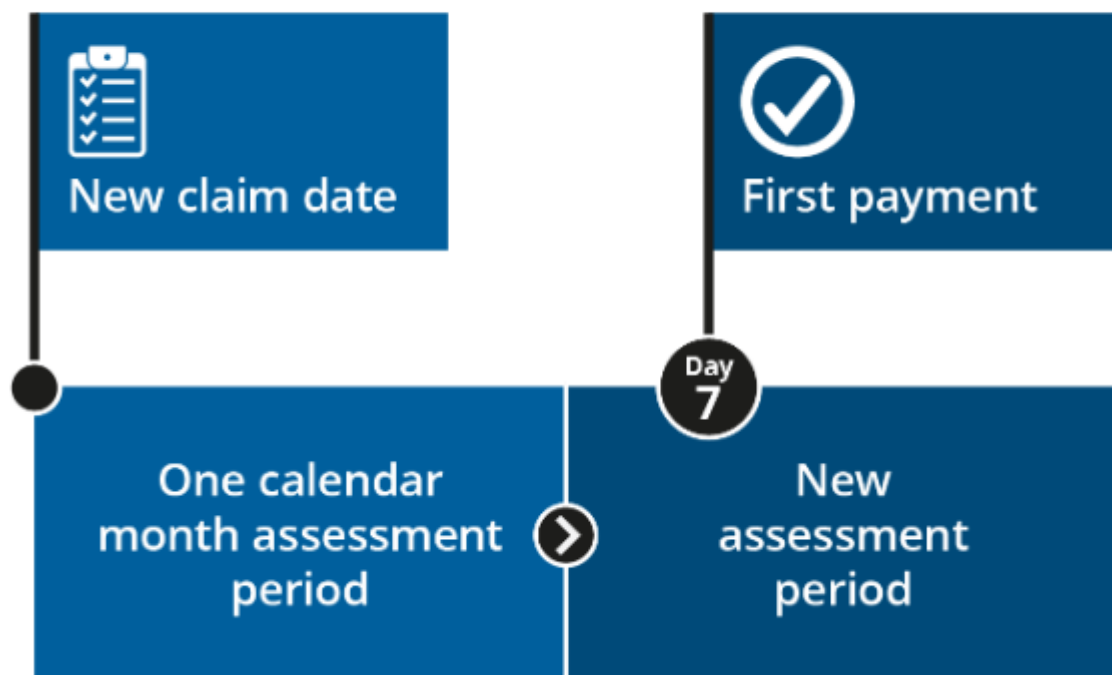 New claim date
First payment
Day
7
One calendar
month assessment
period
New
assessment
period